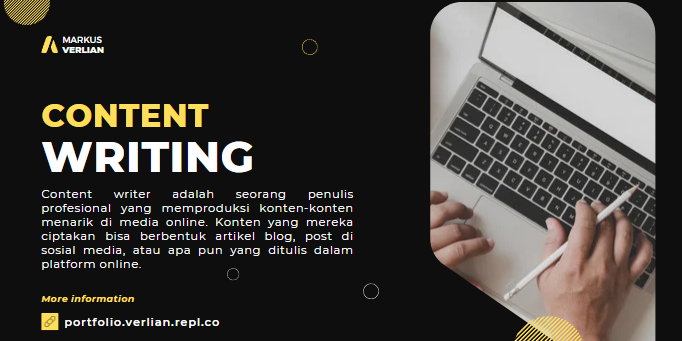 MARKUS
VERLIAN
CONTENT
WRITING
Content writer adalah seorang penulis
profesional yang memproduksi konten-konten
menarik di media online. Konten yang mereka
ciptakan bisa berbentuk artikel blog, post di
sosial media, atau apa pun yang ditulis dalam
platform online.
More information
portfolio.verlian.repl.co